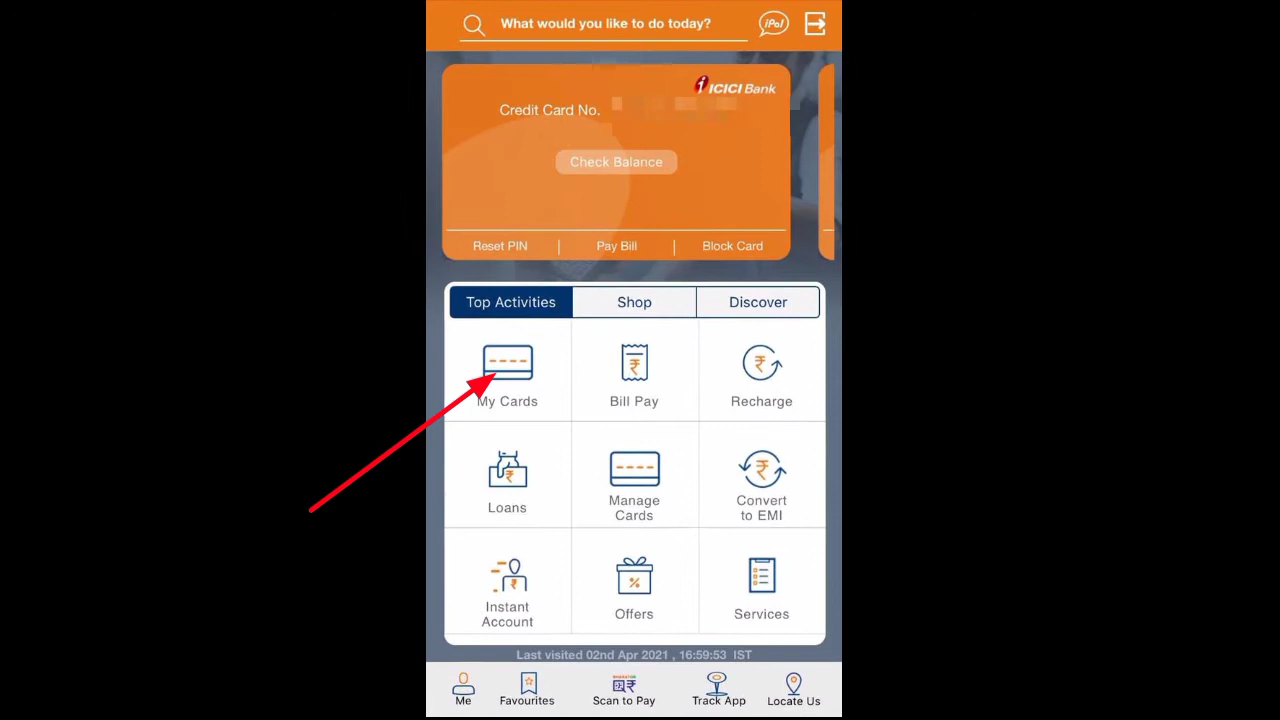 What would you like to do today?
iPal
ICICI Bank
Credit Card No.
Check Balance
Reset PIN | Pay Bill | Block Card
Top Activities Shop Discover
My Cards Bill Pay Recharge
Loans
Manage
Cards
Convert
to EMI
Instant
Account
Offers Services
Last visited 02nd Apr 2021 , 16:59:53 IST
Me Favourites Scan to Pay Track App Locate Us